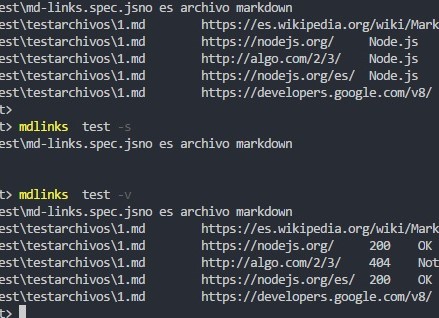 est\md-links.spec.jsno es archivo markdown
est\testarchivos\1.md https://es.wikipedia.org/wiki/Mark
est\testarchivos\1.md https://nodejs.org/ Node.js
est\testarchivos\1.md http://algo.com/2/3/ Node.js
est\testarchivos\1.md https://nodejs.org/es/ Node.js
est\testarchivos\1.md https://developers.google.com/v8/
t>
t> mdlinks test -s
est\md-links.spec.jsno es archivo markdown
t> mdlinks test -v
est\md-links.spec.jsno es archivo markdown
est\testarchivos\1.md https://es.wikipedia.org/wiki/Mark
est\testarchivos\1.md https://nodejs.org/ 200 OK
est\testarchivos\1.md http://algo.com/2/3/ 404 Not
est\testarchivos\1.md https://nodejs.org/es/ 200 OK
est\testarchivos\1.md https://developers.google.com/v8/
t>